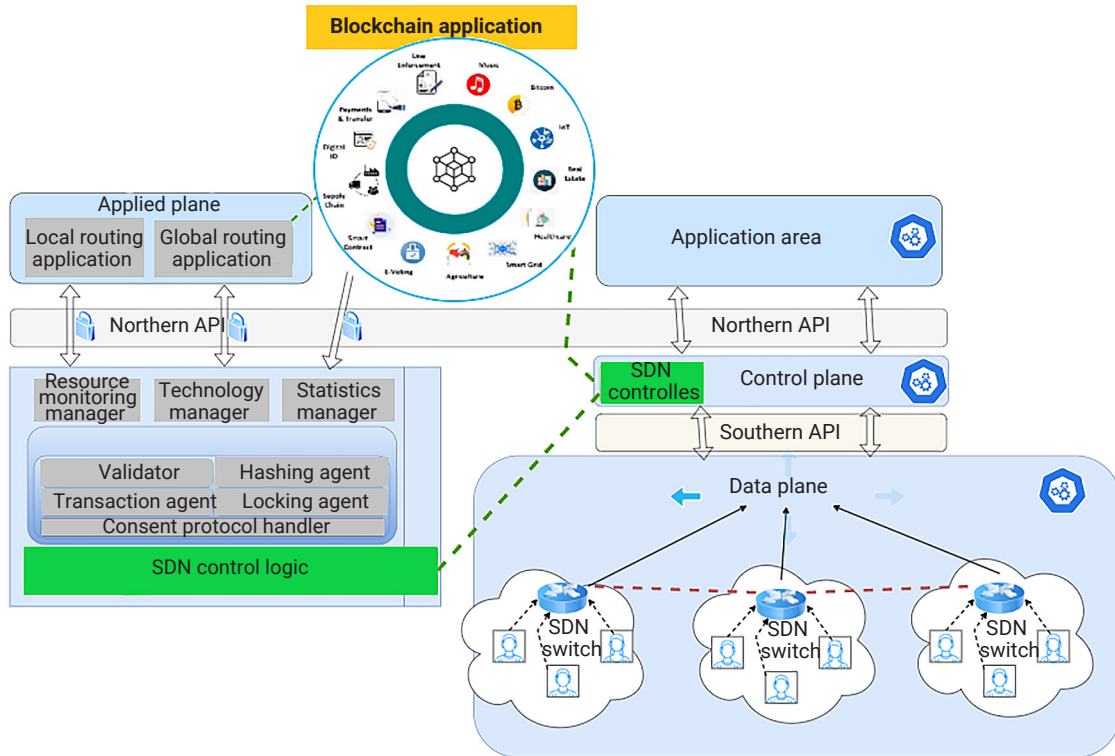 Blockchain application
Law
Enforcement
Music
Bitcoin
IoT
Real
Estate
Healthcare
Smart Grid
Agriculture
E-Voting
Smart
Contract
Supply
Chain
Digital
ID
Payments
& Transfer
Applied plane
Local routing
application
Global routing
application
Application area
Northern API
Northern API
Resource
monitoring
manager
Technology
manager
Statistics
manager
SDN
controlles
Control plane
Southern API
Validator
Hashing agent
Transaction agent
Locking agent
Consent protocol handler
SDN control logic
Data plane
SDN
switch
SDN
switch
SDN
switch